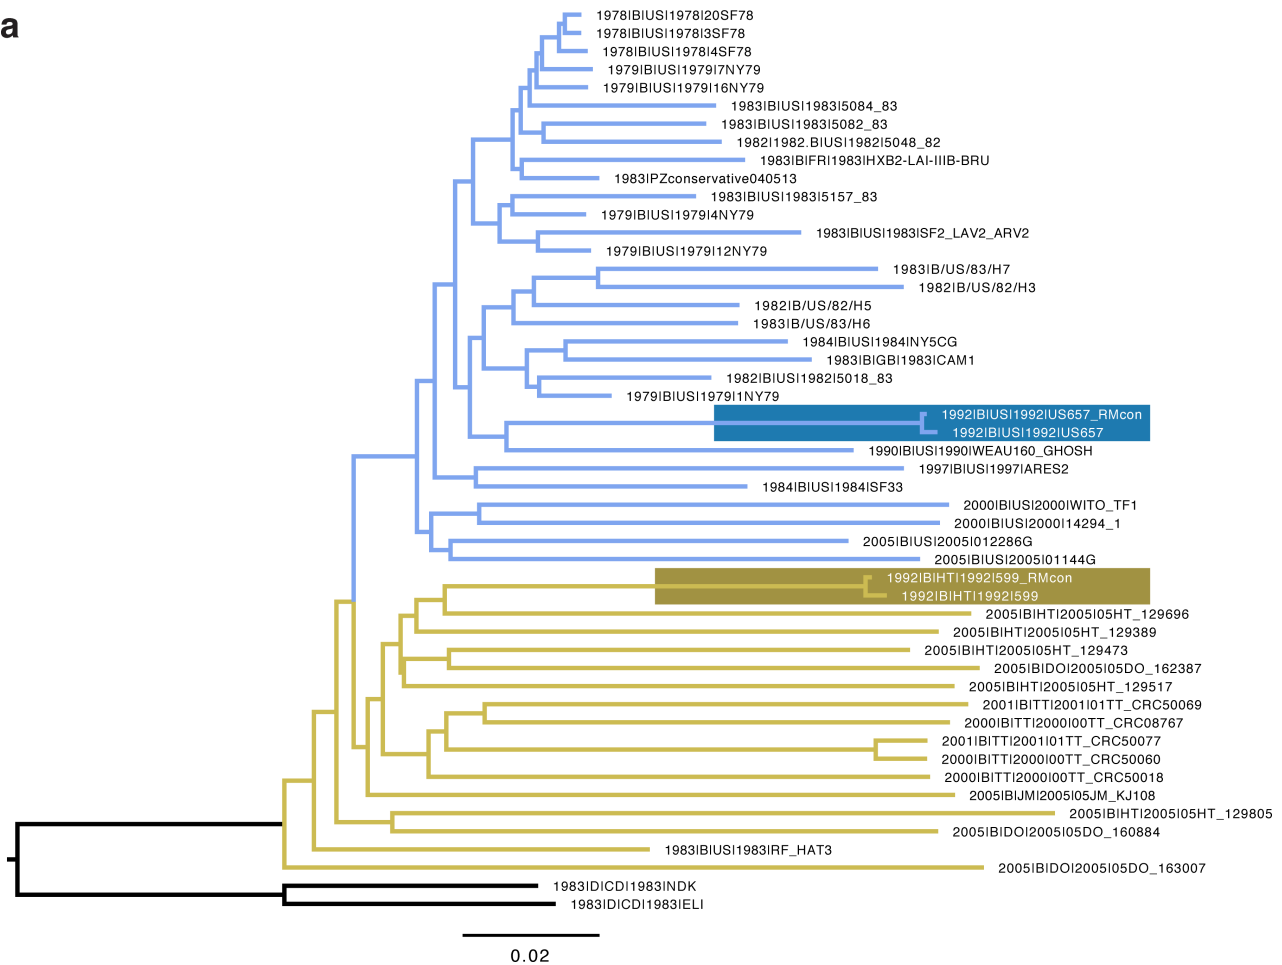 a
1978|B|US|1978|20SF78
1978|B|US|1978|3SF78
1978|B|US|1978|4SF78
1979|B|US|1979|7NY79
1979|B|US|1979|16NY79
1983|B|US|1983|5084_83
1983|B|US|1983|5082_83
1982|1982.B|US|1982|5048_82
1983|B|FR|1983|HXB2-LAI-IIIB-BRU
1983|PZconservative040513
1983|B|US|1983|5157_83
1979|B|US|1979|4NY79
1983|B|US|1983|SF2_LAV2_ARV2
1979|B|US|1979|12NY79
1983|B/US/83/H7
1982|B/US/82/H3
1982|B/US/82/H5
1983|B/US/83/H6
1984|B|US|1984|NY5CG
1983|B|GB|1983|CAM1
1982|B|US|1982|5018_83
1979|B|US|1979|1NY79
1992|B|US|1992|US657_RMcon
1992|B|US|1992|US657
1990|B|US|1990|WEAU160_GHOSH
1997|B|US|1997|ARES2
1984|B|US|1984|SF33
2000|B|US|2000|WITO_TF1
2000|B|US|2000|14294_1
2005|B|US|2005|012286G
2005|B|US|2005|01144G
1992|B|HT|1992|599_RMcon
1992|B|HT|1992|599
2005|B|HT|2005|05HT_129696
2005|B|HT|2005|05HT_129389
2005|B|HT|2005|05HT_129473
2005|B|DO|2005|05DO_162387
2005|B|HT|2005|05HT_129517
2001|B|TT|2001|01TT_CRC50069
2000|B|TT|2000|00TT_CRC08767
2001|B|TT|2001|01TT_CRC50077
2000|B|TT|2000|00TT_CRC50060
2000|B|TT|2000|00TT_CRC50018
2005|B|JM|2005|05JM_KJ108
2005|B|HT|2005|05HT_129805
2005|B|DO|2005|05DO_160884
1983|B|US|1983|RF_HAT3
2005|B|DO|2005|05DO_163007
1983|D|CD|1983|NDK
1983|D|CD|1983|ELI
0.02